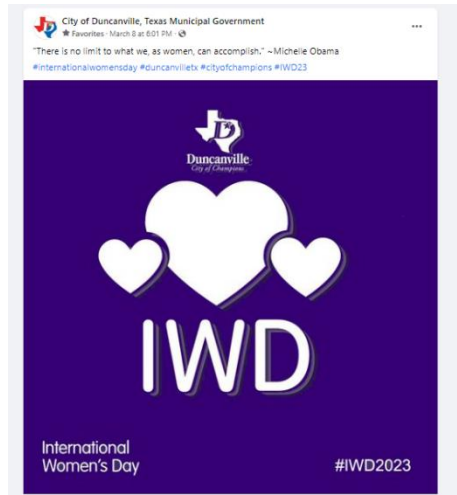 City of Duncanville, Texas Municipal Government
Favorites · March 8 at 6:01 PM ·
"There is no limit to what we, as women, can accomplish." ~Michelle Obama
#internationalwomensday #duncanvilletx #cityofchampions #IWD23
D
Duncanville
City of Champions
IWD
International
Women's Day
#IWD2023